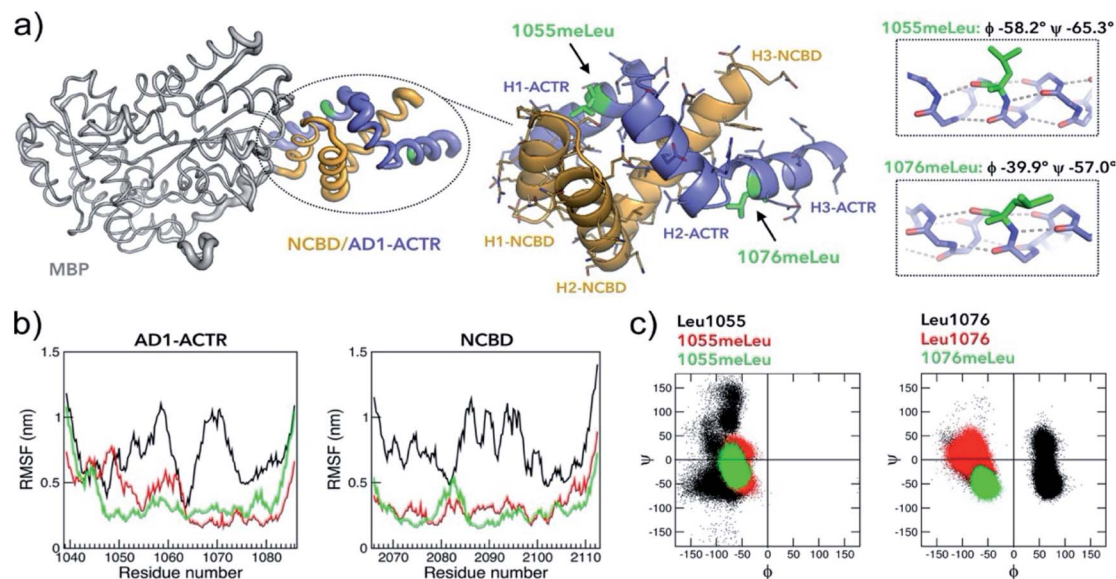 a)
1055meLeu
H3-NCBD
H1-ACTR
MBP
NCBD/AD1-ACTR
H1-NCBD
H2-NCBD
H2-ACTR
H3-ACTR
1076meLeu
1055meLeu: ϕ -58.2° ψ -65.3°
1076meLeu: ϕ -39.9° ψ -57.0°
b)
AD1-ACTR
RMSF (nm)
1.5
1
0.5
0
1040 1050 1060 1070 1080
Residue number
NCBD
RMSF (nm)
1.5
1
0.5
0
2070 2080 2090 2100 2110
Residue number
c)
Leu1055
1055meLeu
1055meLeu
ψ
150
100
50
0
-50
-100
-150
-150 -100 -50 0 50 100 150
ϕ
Leu1076
Leu1076
1076meLeu
ψ
150
100
50
0
-50
-100
-150
-150 -100 -50 0 50 100 150
ϕ